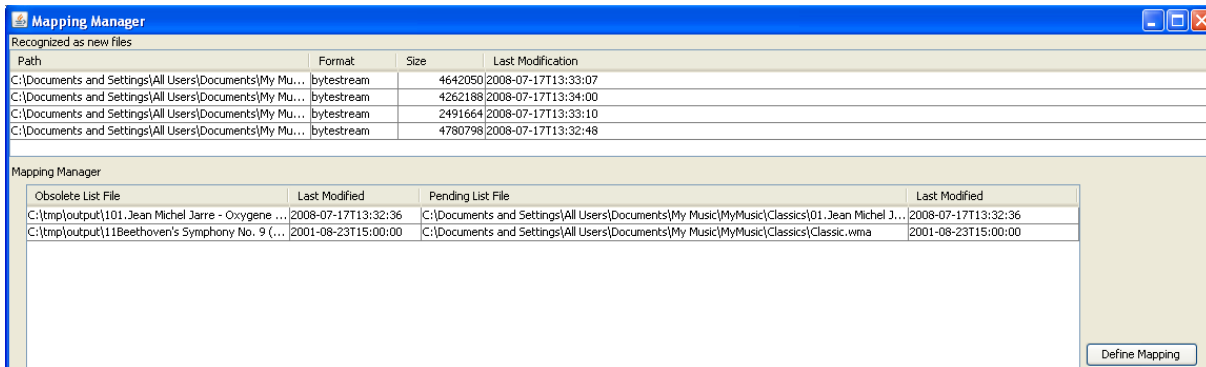 Mapping Manager
Recognized as new files
Path Format Size Last Modification
C:\Documents and Settings\All Users\Documents\My Mu... bytestream 4642050 2008-07-17T13:33:07
C:\Documents and Settings\All Users\Documents\My Mu... bytestream 4262188 2008-07-17T13:34:00
C:\Documents and Settings\All Users\Documents\My Mu... bytestream 2491664 2008-07-17T13:33:10
C:\Documents and Settings\All Users\Documents\My Mu... bytestream 4780798 2008-07-17T13:32:48
Mapping Manager
Obsolete List File Last Modified Pending List File Last Modified
C:\tmp\output\101.Jean Michel Jarre - Oxygene ... 2008-07-17T13:32:36 C:\Documents and Settings\All Users\Documents\My Music\MyMusic\Classics\01.Jean Michel J... 2008-07-17T13:32:36
C:\tmp\output\11Beethoven's Symphony No. 9 (... 2001-08-23T15:00:00 C:\Documents and Settings\All Users\Documents\My Music\MyMusic\Classics\Classic.wma 2001-08-23T15:00:00
Define Mapping